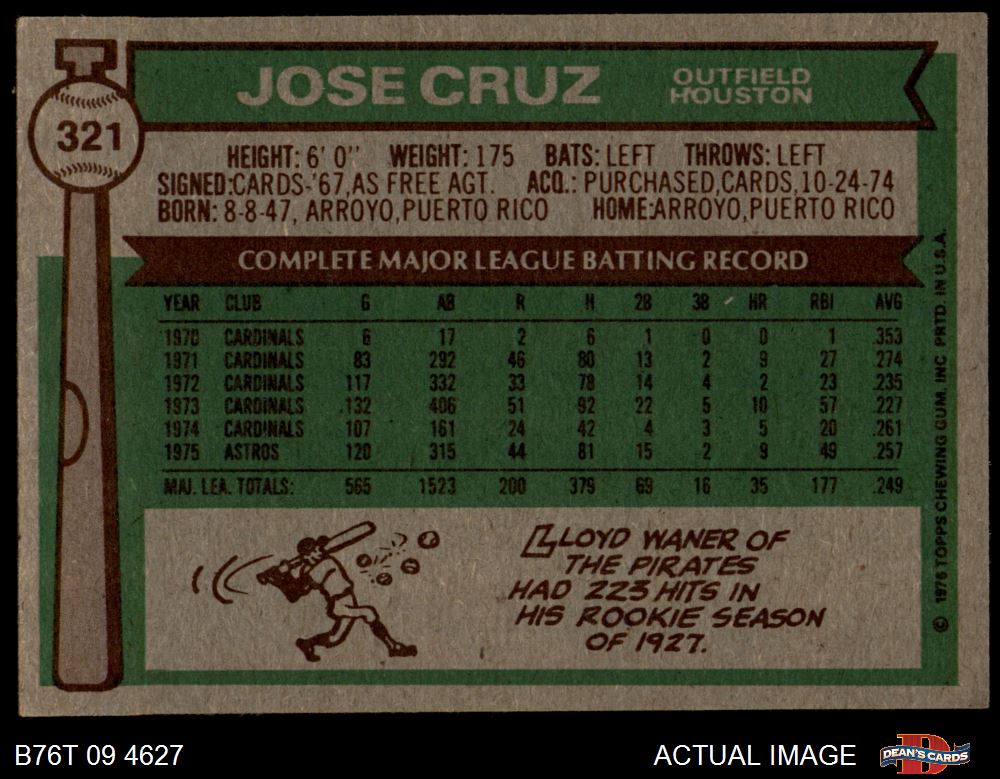 JOSE CRUZ
OUTFIELD
HOUSTON
321
HEIGHT: 6' 0" WEIGHT: 175 BATS: LEFT THROWS: LEFT
SIGNED:CARDS-'67,AS FREE AGT. ACQ.: PURCHASED,CARDS,10-24-74
BORN: 8-8-47, ARROYO,PUERTO RICO HOME:ARROYO,PUERTO RICO
COMPLETE MAJOR LEAGUE BATTING RECORD
YEAR CLUB G AB R H 2B 3B HR RBI AVG
1970 CARDINALS 6 17 2 6 1 0 0 1 .353
1971 CARDINALS 83 292 46 80 13 2 9 27 .274
1972 CARDINALS 117 332 33 78 14 4 2 23 .235
1973 CARDINALS 132 406 51 92 22 5 10 57 .227
1974 CARDINALS 107 161 24 42 4 3 5 20 .261
1975 ASTROS 120 315 44 81 15 2 9 49 .257
MAJ. LEA. TOTALS: 565 1523 200 379 69 16 35 177 .249
LLOYD WANER OF
THE PIRATES
HAD 223 HITS IN
HIS ROOKIE SEASON
OF 1927.
© 1976 TOPPS CHEWING GUM, INC. PRTD. IN U.S.A.
B76T 09 4627
ACTUAL IMAGE
DEAN'S CARDS